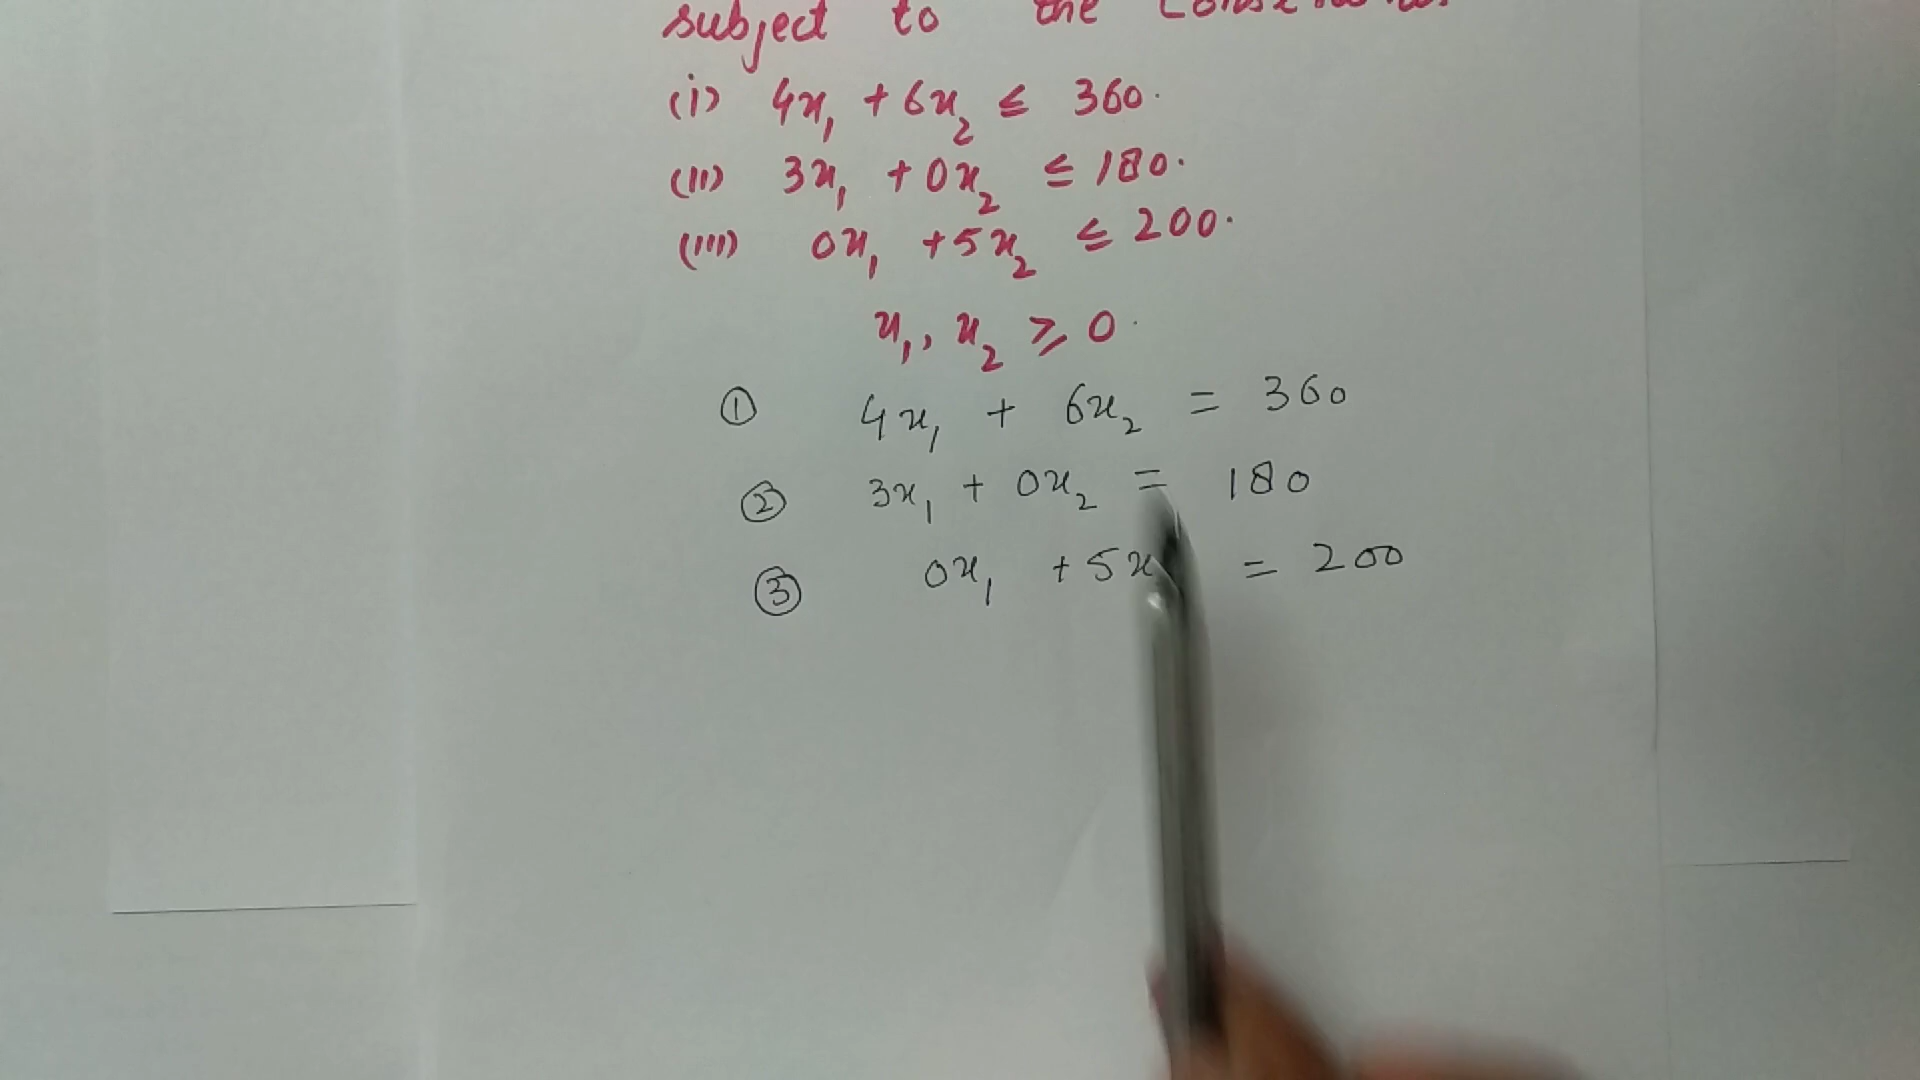 subject to the
(i) 4x₁ + 6x₂ ≤ 360.
(ii) 3x₁ + 0x₂ ≤ 180.
(iii) 0x₁ + 5x₂ ≤ 200.
x₁, x₂ ≥ 0.
① 4x₁ + 6x₂ = 360
② 3x₁ + 0x₂ = 180
③ 0x₁ + 5x = 200